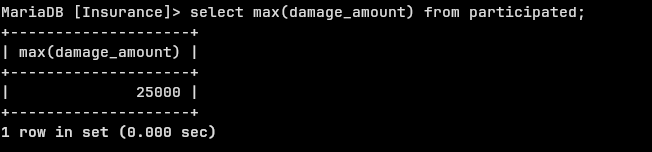 MariaDB [Insurance]> select max(damage_amount) from participated;
+--------------------+
| max(damage_amount) |
+--------------------+
|              25000 |
+--------------------+
1 row in set (0.000 sec)